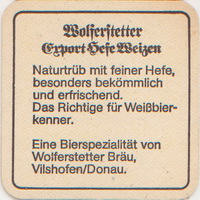 Wolferstetter
Export Hefe Weizen
Naturtrüb mit feiner Hefe,
besonders bekömmlich
und erfrischend.
Das Richtige für Weißbier-
kenner.
Eine Bierspezialität von
Wolferstetter Bräu,
Vilshofen/Donau.